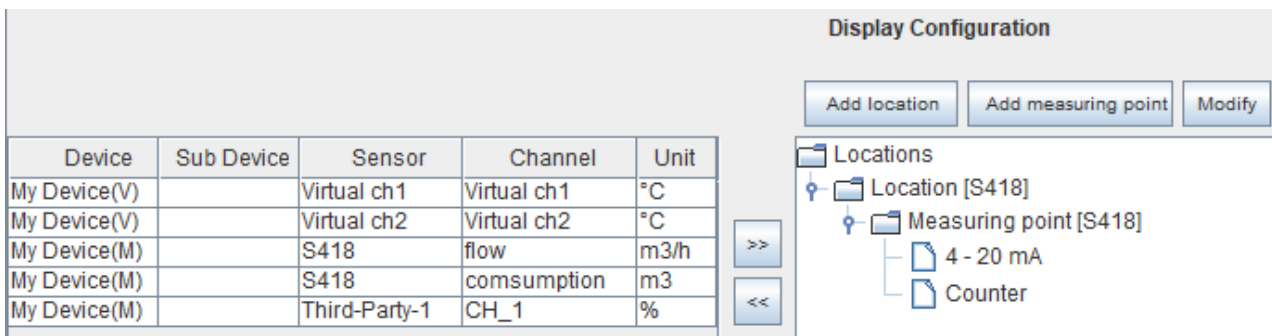 Display Configuration
Add location Add measuring point Modify
Device Sub Device Sensor Channel Unit
My Device(V) Virtual ch1 Virtual ch1 °C
My Device(V) Virtual ch2 Virtual ch2 °C
My Device(M) S418 flow m3/h
My Device(M) S418 comsumption m3
My Device(M) Third-Party-1 CH_1 %
>>
<<
Locations
Location [S418]
Measuring point [S418]
4 - 20 mA
Counter